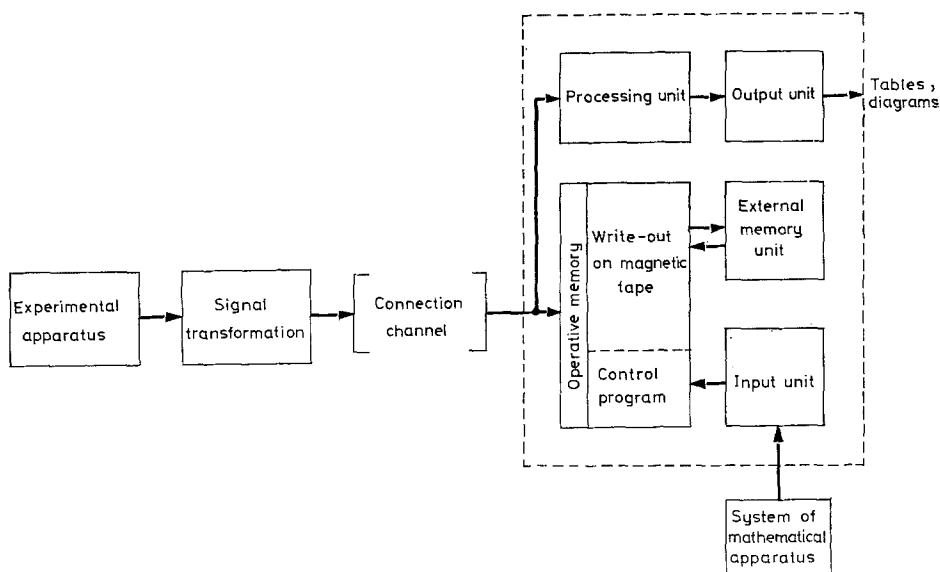 Experimental
apparatus
Signal
transformation
Connection
channel
Processing unit
Output unit
Tables,
diagrams
Operative memory
Write-out
on magnetic
tape
External
memory
unit
Control
program
Input unit
System of
mathematical
apparatus